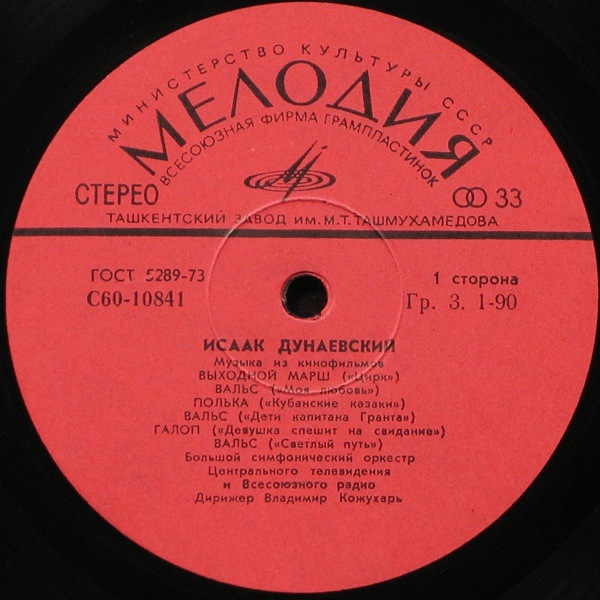 МИНИСТЕРСТВО КУЛЬТУРЫ СССР
МЕЛОДИЯ
ВСЕСОЮЗНАЯ ФИРМА ГРАМПЛАСТИНОК
СТЕРЕО
33
ТАШКЕНТСКИЙ ЗАВОД ИМ. М.Т.ТАШМУХАМЕДОВА
ГОСТ 5289-73
1 сторона
С60-10841
Гр. 3. 1-90
ИСААК ДУНАЕВСКИЙ
Музыка из кинофильмов
ВЫХОДНОЙ МАРШ («Цирк»)
ВАЛЬС («Моя любовь»)
ПОЛЬКА («Кубанские казаки»)
ВАЛЬС («Дети капитана Гранта»)
ГАЛОП («Девушка спешит на свидание»)
ВАЛЬС («Светлый путь»)
Большой симфонический оркестр
Центрального телевидения
и Всесоюзного радио
Дирижер Владимир Кожухарь